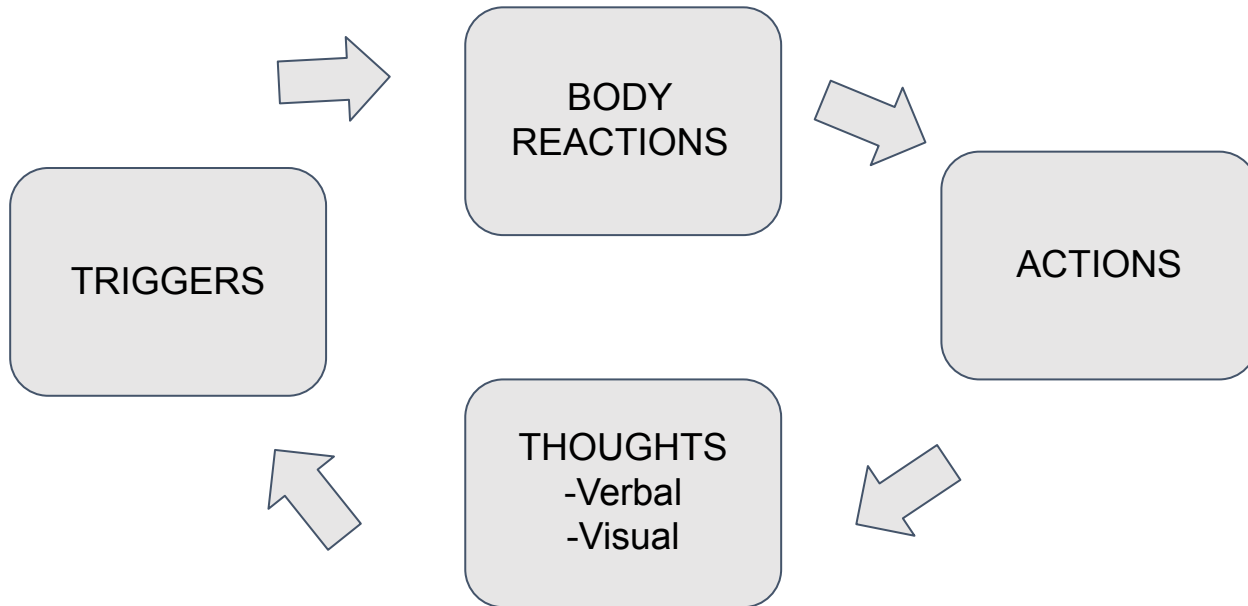 BODY
REACTIONS
TRIGGERS
ACTIONS
THOUGHTS
-Verbal
-Visual